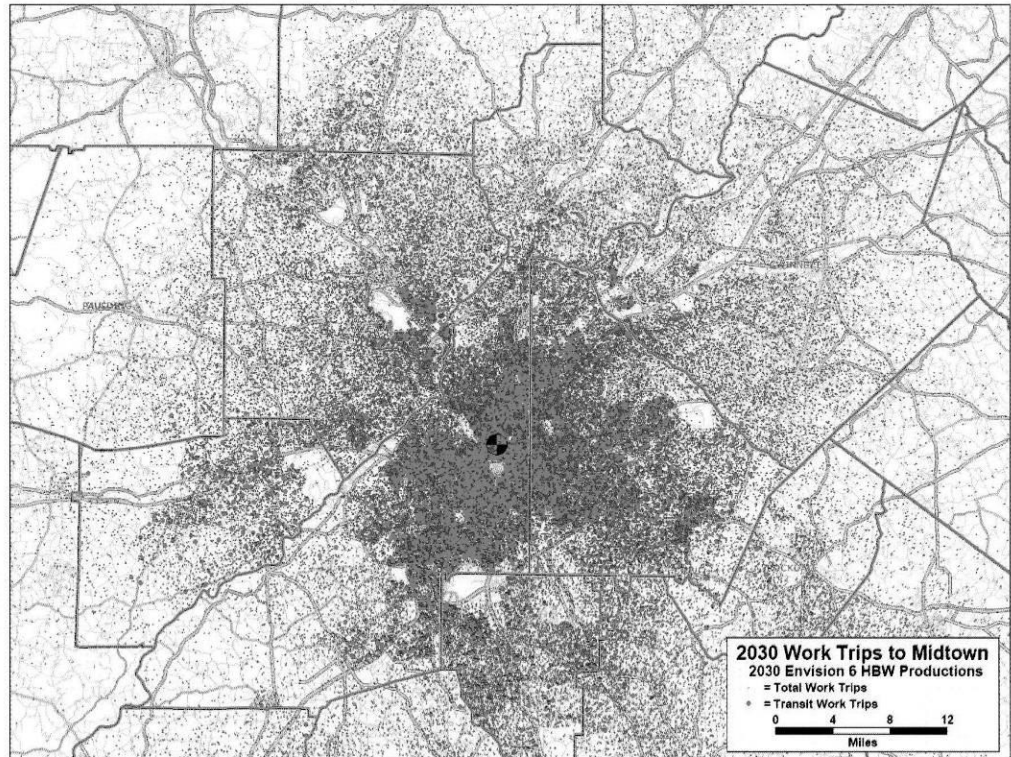 PAULDING
2030 Work Trips to Midtown
2030 Envision 6 HBW Productions
= Total Work Trips
= Transit Work Trips
0 4 8 12
Miles